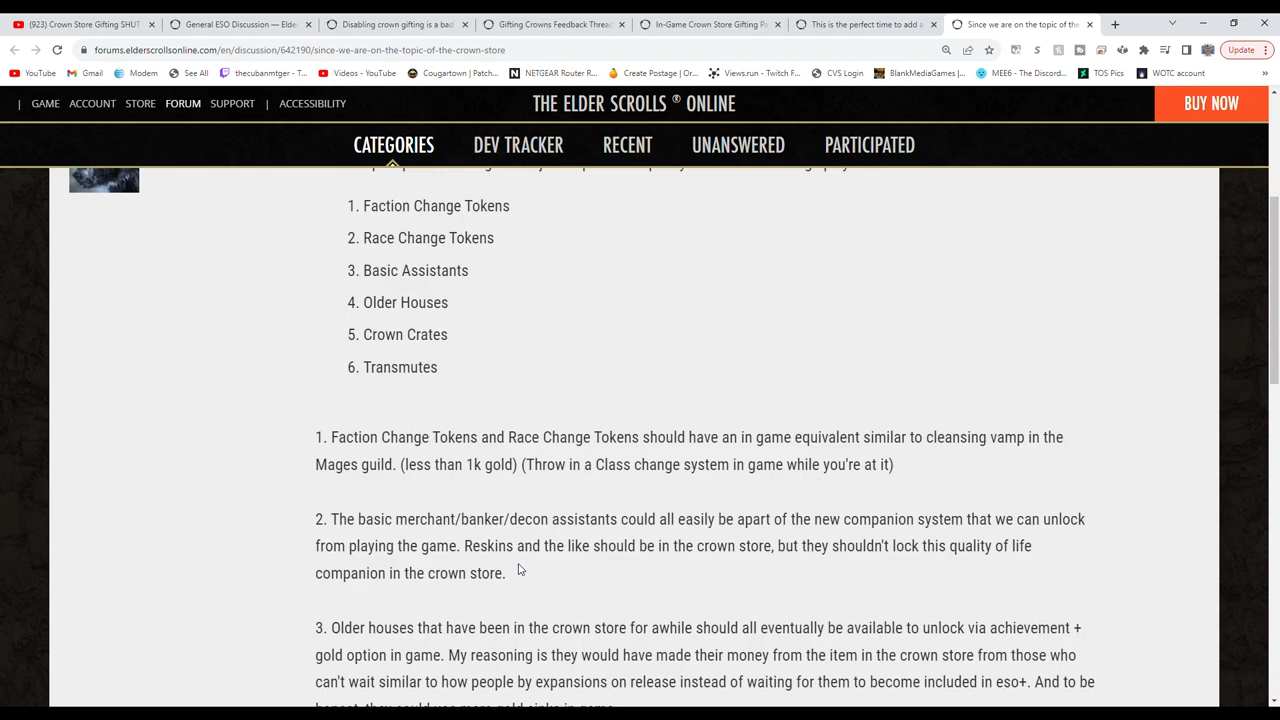 (923) Crown Store Gifting SHUT
General ESO Discussion — Elde
Disabling crown gifting is a bad
Gifting Crowns Feedback Threa
In-Game Crown Store Gifting Pa
This is the perfect time to add a
Since we are on the topic of the
forums.elderscrollsonline.com/en/discussion/642190/since-we-are-on-the-topic-of-the-crown-store
Update
YouTube
Gmail
Modem
See All
thecubanmtger - Tw...
Videos - YouTube
Cougartown | Patch...
NETGEAR Router R...
Create Postage | Or...
Views.run - Twitch F...
CVS Login
BlankMediaGames |...
MEE6 - The Discord...
TOS Picks
WOTC account
GAME
ACCOUNT
STORE
FORUM
SUPPORT
ACCESSIBILITY
THE ELDER SCROLLS ® ONLINE
BUY NOW
CATEGORIES
DEV TRACKER
RECENT
UNANSWERED
PARTICIPATED
1. Faction Change Tokens
2. Race Change Tokens
3. Basic Assistants
4. Older Houses
5. Crown Crates
6. Transmutes
1. Faction Change Tokens and Race Change Tokens should have an in game equivalent similar to cleansing vamp in the
Mages guild. (less than 1k gold) (Throw in a Class change system in game while you're at it)
2. The basic merchant/banker/decon assistants could all easily be apart of the new companion system that we can unlock
from playing the game. Reskins and the like should be in the crown store, but they shouldn't lock this quality of life
companion in the crown store.
3. Older houses that have been in the crown store for awhile should all eventually be available to unlock via achievement +
gold option in game. My reasoning is they would have made their money from the item in the crown store from those who
can't wait similar to how people by expansions on release instead of waiting for them to become included in eso+. And to be